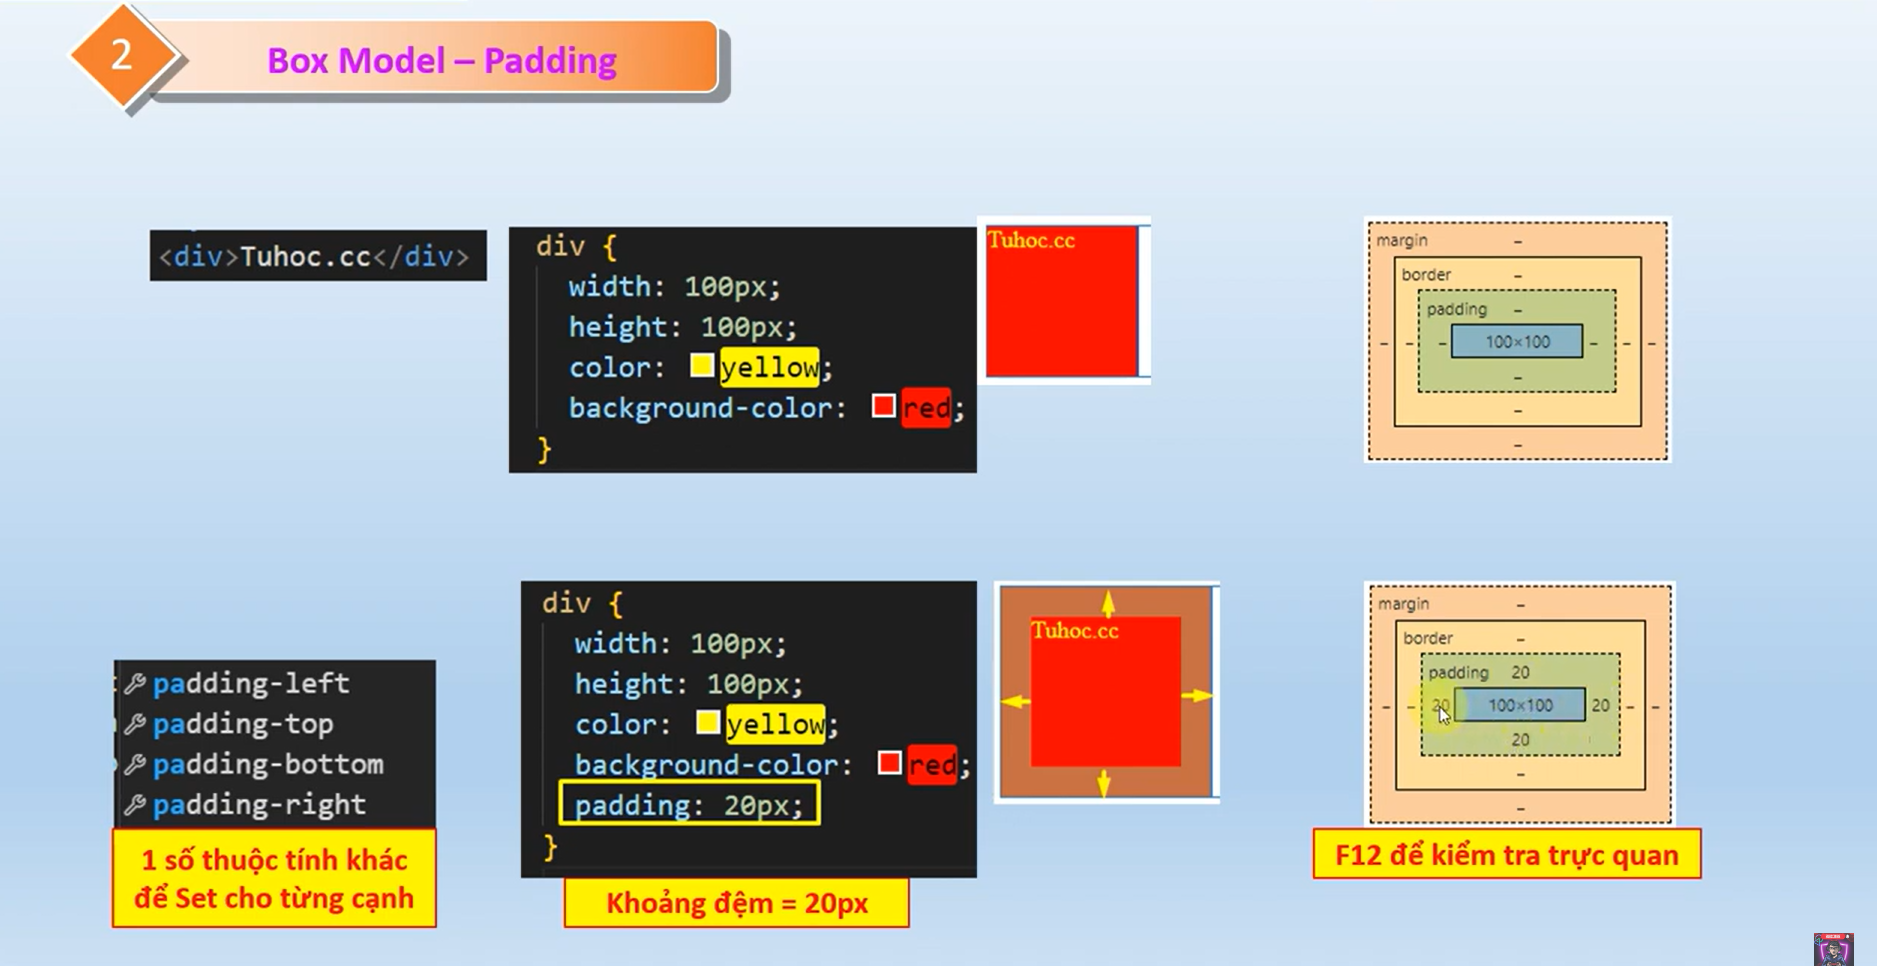 2
Box Model – Padding
<div>Tuhoc.cc</div>
div {
width: 100px;
height: 100px;
color: yellow;
background-color: red;
}
Tuhoc.cc
margin –
border –
padding –
– – – 100×100 – – –
–
–
–
padding-left
padding-top
padding-bottom
padding-right
1 số thuộc tính khác
để Set cho từng cạnh
div {
width: 100px;
height: 100px;
color: yellow;
background-color: red;
padding: 20px;
}
Khoảng đệm = 20px
Tuhoc.cc
margin –
border –
padding 20
– – 20 100×100 20 – –
20
–
–
F12 để kiểm tra trực quan